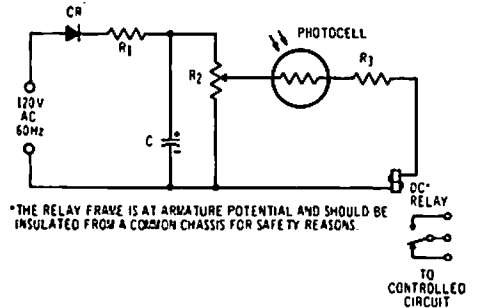 CR
R1
PHOTOCELL
R2
R3
120V
AC
60Hz
C
+
-
DC*
RELAY
*THE RELAY FRAME IS AT ARMATURE POTENTIAL AND SHOULD BE
INSULATED FROM A COMMON CHASSIS FOR SAFETY REASONS.
TO
CONTROLLED
CIRCUIT